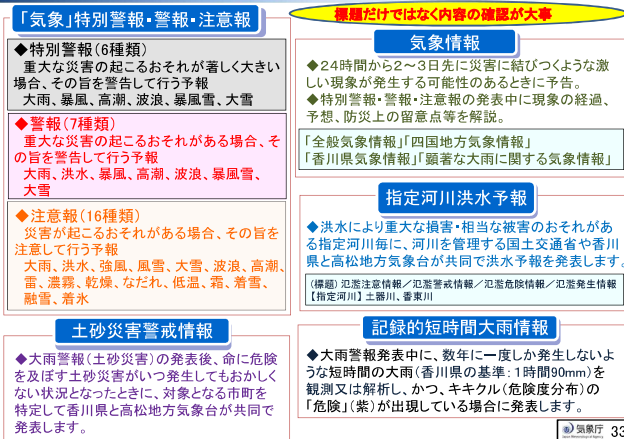 「気象」特別警報・警報・注意報
◆特別警報(6種類)
重大な災害の起こるおそれが著しく大きい
場合、その旨を警告して行う予報
大雨、暴風、高潮、波浪、暴風雪、大雪
◆警報(7種類)
重大な災害の起こるおそれがある場合、そ
の旨を警告して行う予報
大雨、洪水、暴風、高潮、波浪、暴風雪、
大雪
◆注意報(16種類)
災害が起こるおそれがある場合、その旨を
注意して行う予報
大雨、洪水、強風、風雪、大雪、波浪、高潮、
雷、濃霧、乾燥、なだれ、低温、霜、着雪、
融雪、着氷
土砂災害警戒情報
◆大雨警報(土砂災害)の発表後、命に危険
を及ぼす土砂災害がいつ発生してもおかしく
ない状況となったときに、対象となる市町を
特定して香川県と高松地方気象台が共同で
発表します。
標題だけではなく内容の確認が大事
気象情報
◆24時間から2~3日先に災害に結びつくような激
しい現象が発生する可能性のあるときに予告。
◆特別警報・警報・注意報の発表中に現象の経過、
予想、防災上の留意点等を解説。
「全般気象情報」「四国地方気象情報」
「香川県気象情報」「顕著な大雨に関する気象情報」
指定河川洪水予報
◆洪水により重大な損害・相当な被害のおそれがあ
る指定河川毎に、河川を管理する国土交通省や香川
県と高松地方気象台が共同で洪水予報を発表します。
(標題) 氾濫注意情報/氾濫警戒情報/氾濫危険情報/氾濫発生情報
【指定河川】 土器川、香東川
記録的短時間大雨情報
◆大雨警報発表中に、数年に一度しか発生しないよ
うな短時間の大雨(香川県の基準:1時間90mm)を
観測又は解析し、かつ、キキクル(危険度分布)の
「危険」(紫)が出現している場合に発表します。
気象庁
33